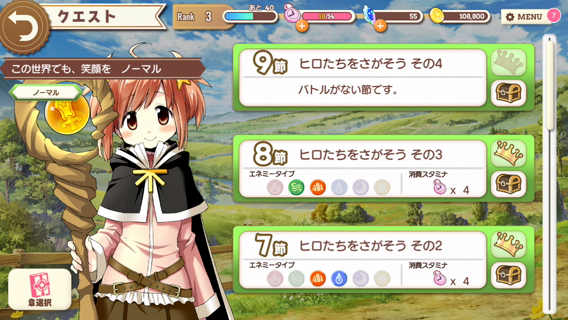 クエスト
Rank 3
あと 40
55
108,800
MENU
?
この世界でも、笑顔を ノーマル
ノーマル
章選択
9節 ヒロたちをさがそう その4
バトルがない節です。
8節 ヒロたちをさがそう その3
エネミータイプ
消費スタミナ
x 4
7節 ヒロたちをさがそう その2
エネミータイプ
消費スタミナ
x 4